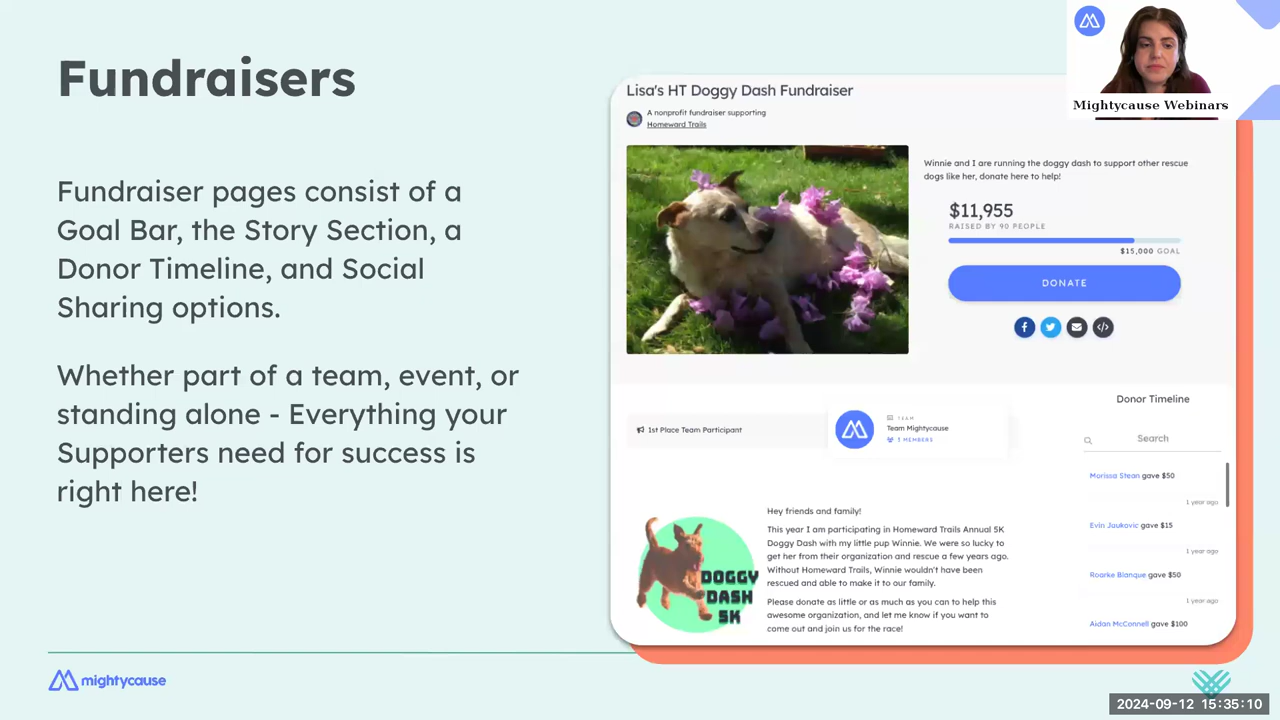 Fundraisers
Fundraiser pages consist of a
Goal Bar, the Story Section, a
Donor Timeline, and Social
Sharing options.
Whether part of a team, event, or
standing alone - Everything your
Supporters need for success is
right here!
mightycause
Lisa's HT Doggy Dash Fundraiser
A nonprofit fundraiser supporting
Homeward Trails
Winnie and I are running the doggy dash to support other rescue
dogs like her, donate here to help!
$11,955
RAISED BY 90 PEOPLE
$15,000 GOAL
DONATE
1st Place Team Participant
TEAM
Team Mightycause
5 MEMBERS
DOGGY
DASH
5K
Hey friends and family!
This year I am participating in Homeward Trails Annual 5K
Doggy Dash with my little pup Winnie. We were so lucky to
get her from their organization and rescue a few years ago.
Without Homeward Trails, Winnie wouldn't have been
rescued and able to make it to our family.
Please donate as little or as much as you can to help this
awesome organization, and let me know if you want to
come out and join us for the race!
Donor Timeline
Search
Morissa Stean gave $50
1 year ago
Evin Jaukovic gave $15
1 year ago
Roarke Blanque gave $50
1 year ago
Aidan McConnell gave $100
Mightycause Webinars
2024-09-12 15:35:10